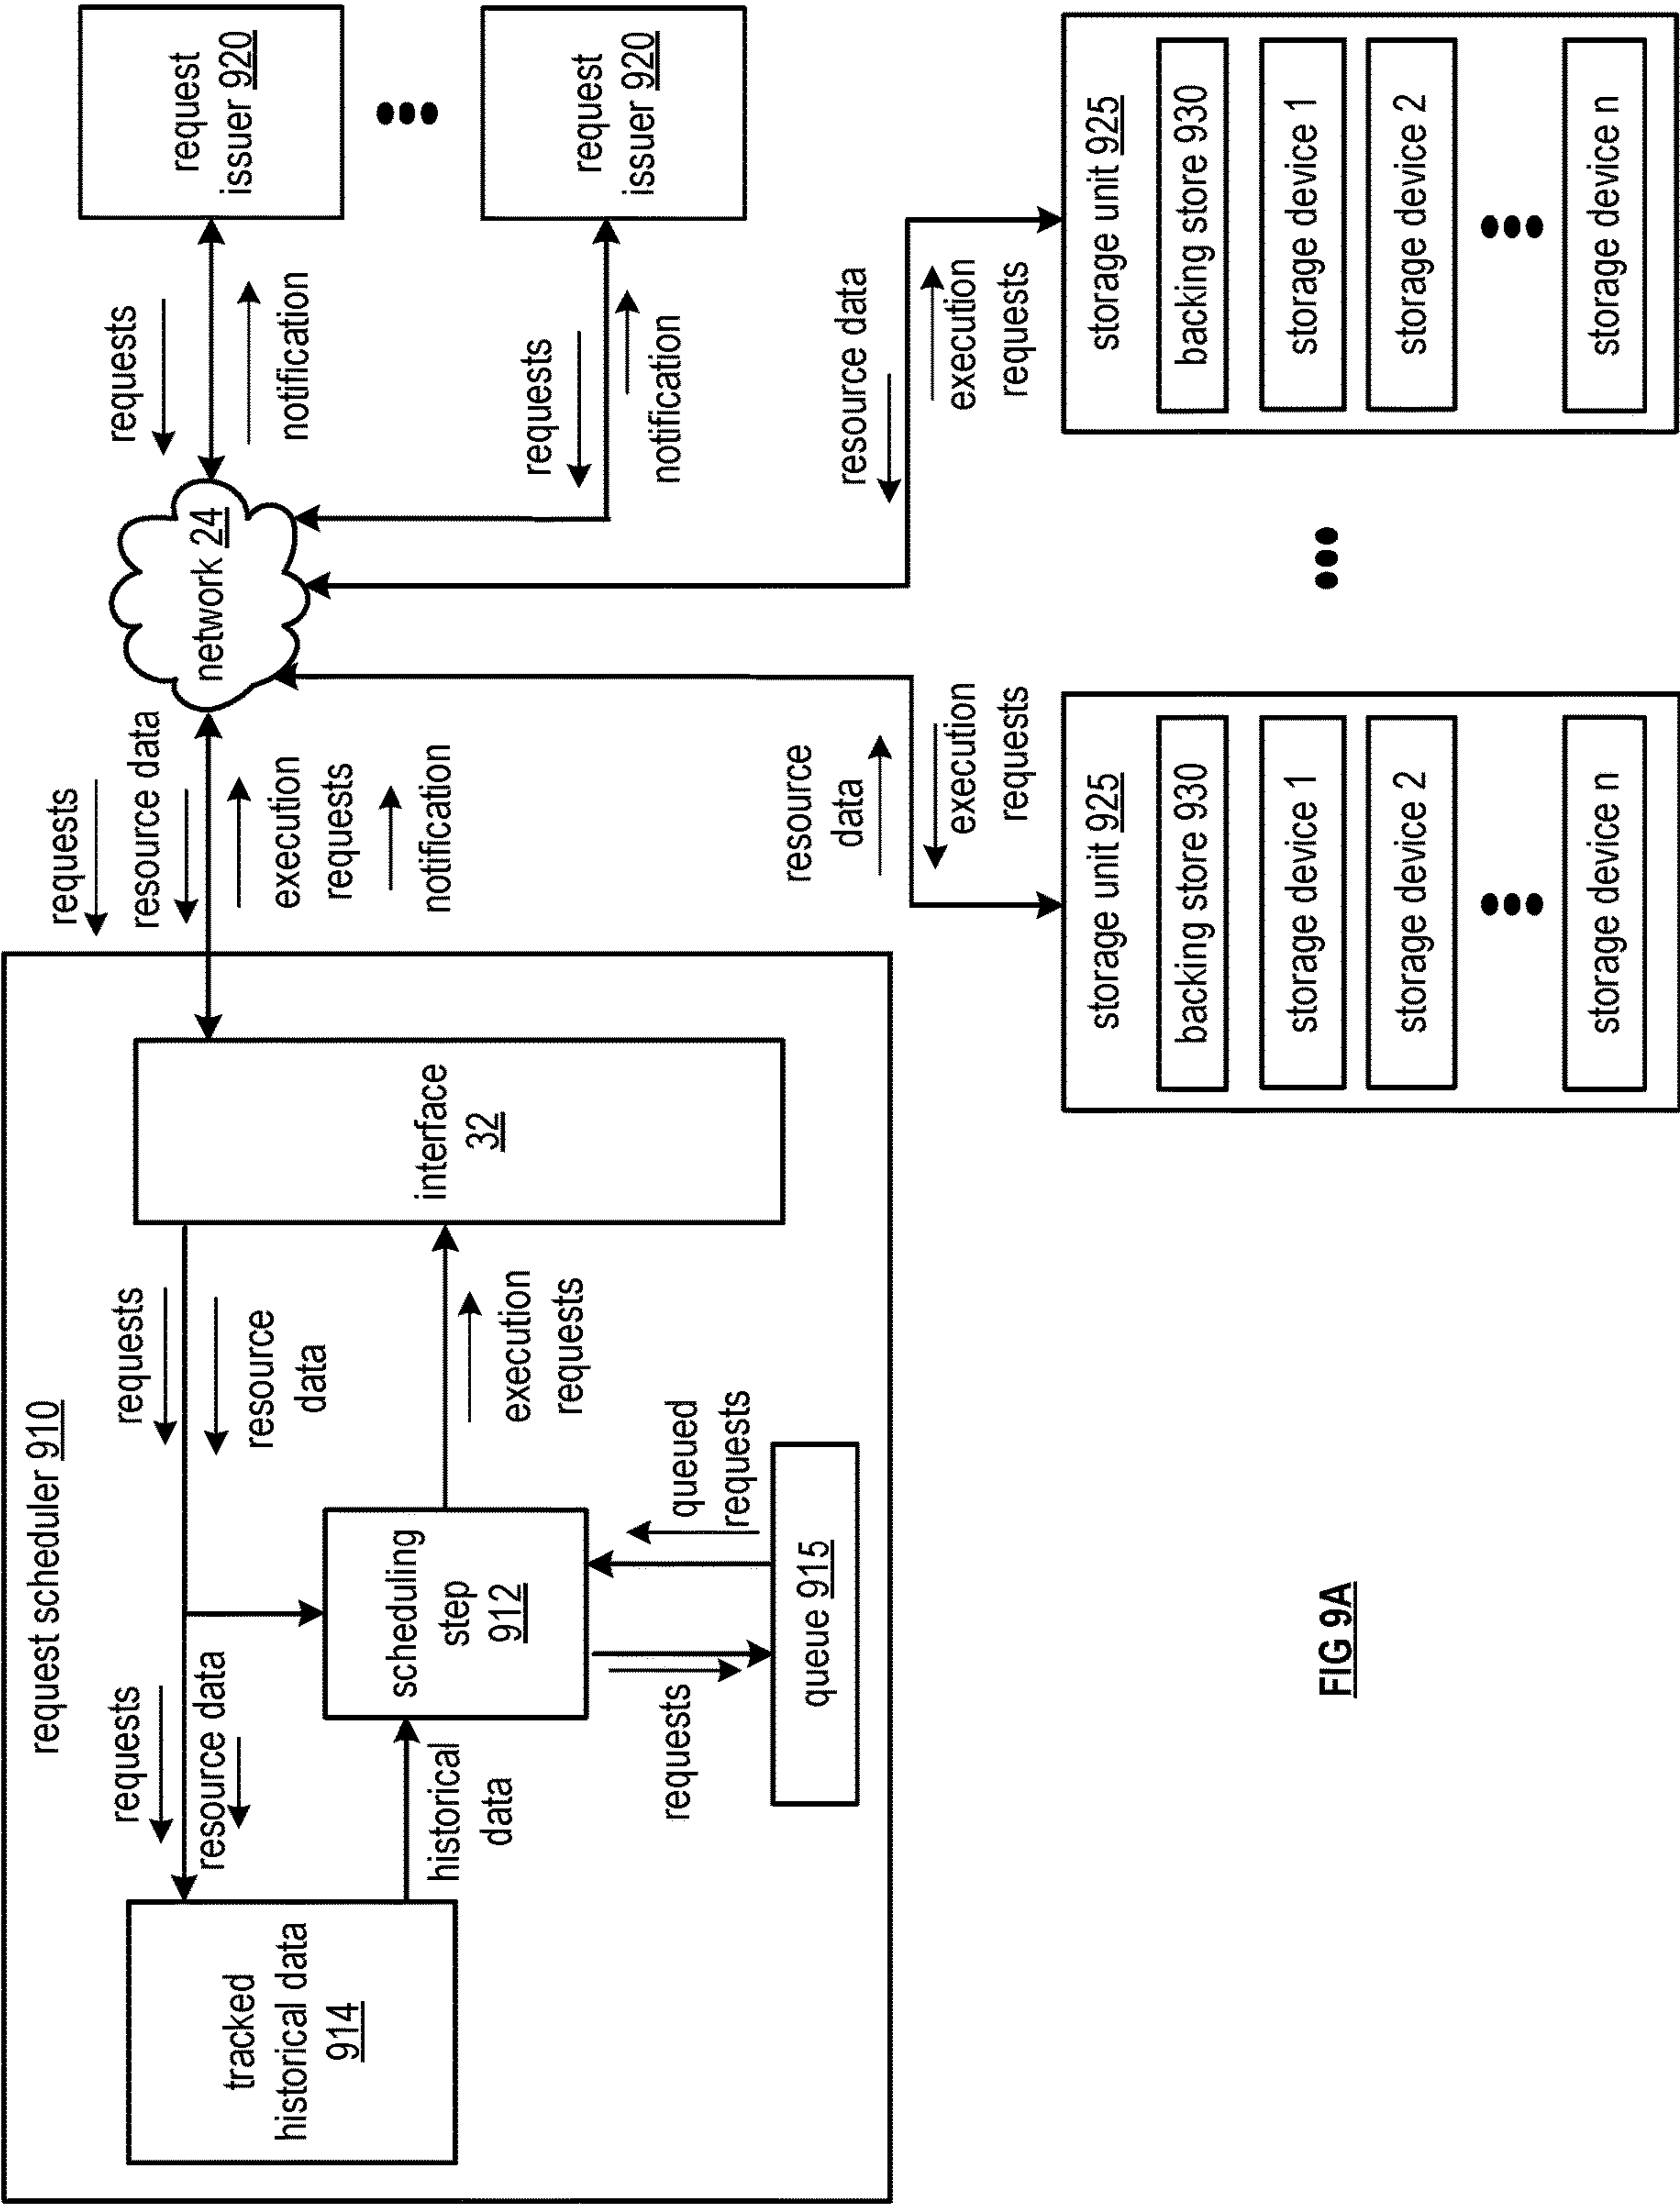 request scheduler 910
tracked
historical data
914
requests
resource data
requests
resource
data
historical
data
scheduling
step
912
execution
requests
requests
queued
requests
queue 915
interface
32
requests
resource data
execution
requests
notification
network 24
requests
notification
request
issuer 920
requests
notification
request
issuer 920
resource
data
execution
requests
resource data
execution
requests
storage unit 925
backing store 930
storage device 1
storage device 2
storage device n
storage unit 925
backing store 930
storage device 1
storage device 2
storage device n
FIG 9A